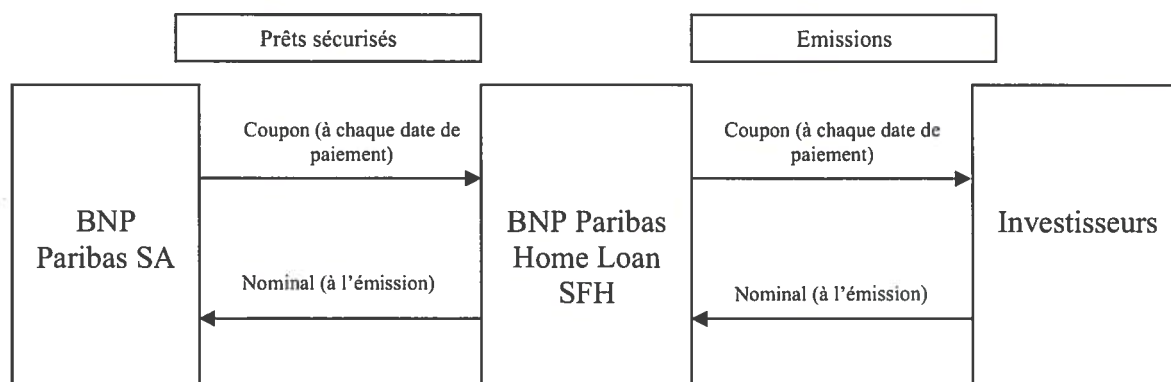 Prêts sécurisés
Emissions
Coupon (à chaque date de
paiement)
Coupon (à chaque date de
paiement)
BNP
Paribas SA
BNP Paribas
Home Loan
SFH
Investisseurs
Nominal (à l'émission)
Nominal (à l'émission)